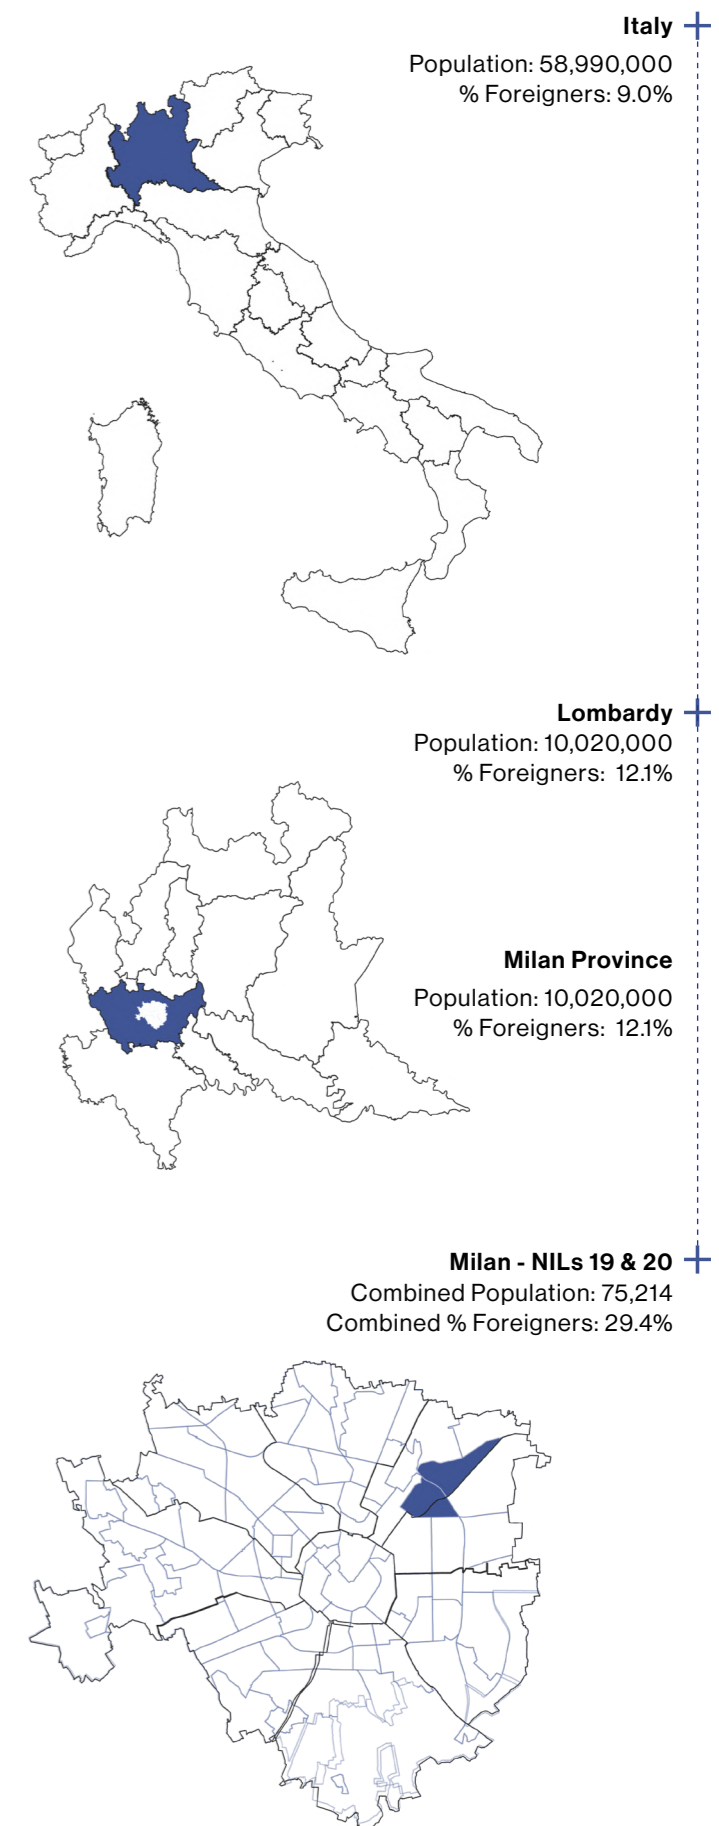 Italy
Population: 58,990,000
% Foreigners: 9.0%
Lombardy
Population: 10,020,000
% Foreigners: 12.1%
Milan Province
Population: 10,020,000
% Foreigners: 12.1%
Milan - NILs 19 & 20
Combined Population: 75,214
Combined % Foreigners: 29.4%